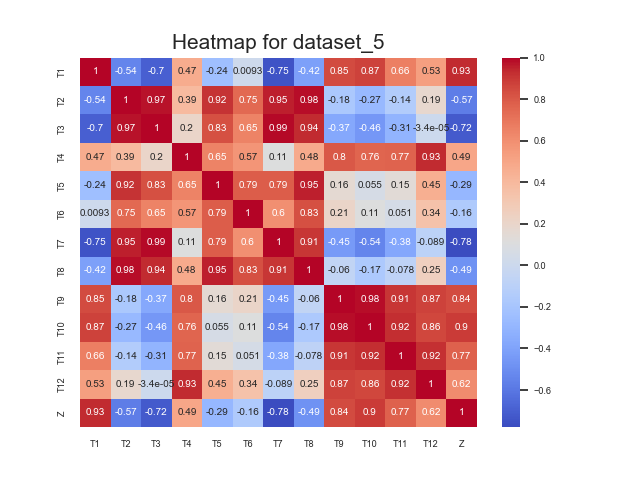 Heatmap for dataset_5
T1 1 -0.54 -0.7 0.47 -0.24 0.0093 -0.75 -0.42 0.85 0.87 0.66 0.53 0.93
T2 -0.54 1 0.97 0.39 0.92 0.75 0.95 0.98 -0.18 -0.27 -0.14 0.19 -0.57
T3 -0.7 0.97 1 0.2 0.83 0.65 0.99 0.94 -0.37 -0.46 -0.31 -3.4e-05 -0.72
T4 0.47 0.39 0.2 1 0.65 0.57 0.11 0.48 0.8 0.76 0.77 0.93 0.49
T5 -0.24 0.92 0.83 0.65 1 0.79 0.79 0.95 0.16 0.055 0.15 0.45 -0.29
T6 0.0093 0.75 0.65 0.57 0.79 1 0.6 0.83 0.21 0.11 0.051 0.34 -0.16
T7 -0.75 0.95 0.99 0.11 0.79 0.6 1 0.91 -0.45 -0.54 -0.38 -0.089 -0.78
T8 -0.42 0.98 0.94 0.48 0.95 0.83 0.91 1 -0.06 -0.17 -0.078 0.25 -0.49
T9 0.85 -0.18 -0.37 0.8 0.16 0.21 -0.45 -0.06 1 0.98 0.91 0.87 0.84
T10 0.87 -0.27 -0.46 0.76 0.055 0.11 -0.54 -0.17 0.98 1 0.92 0.86 0.9
T11 0.66 -0.14 -0.31 0.77 0.15 0.051 -0.38 -0.078 0.91 0.92 1 0.92 0.77
T12 0.53 0.19 -3.4e-05 0.93 0.45 0.34 -0.089 0.25 0.87 0.86 0.92 1 0.62
Z 0.93 -0.57 -0.72 0.49 -0.29 -0.16 -0.78 -0.49 0.84 0.9 0.77 0.62 1
T1 T2 T3 T4 T5 T6 T7 T8 T9 T10 T11 T12 Z
1.0
0.8
0.6
0.4
0.2
0.0
−0.2
−0.4
−0.6